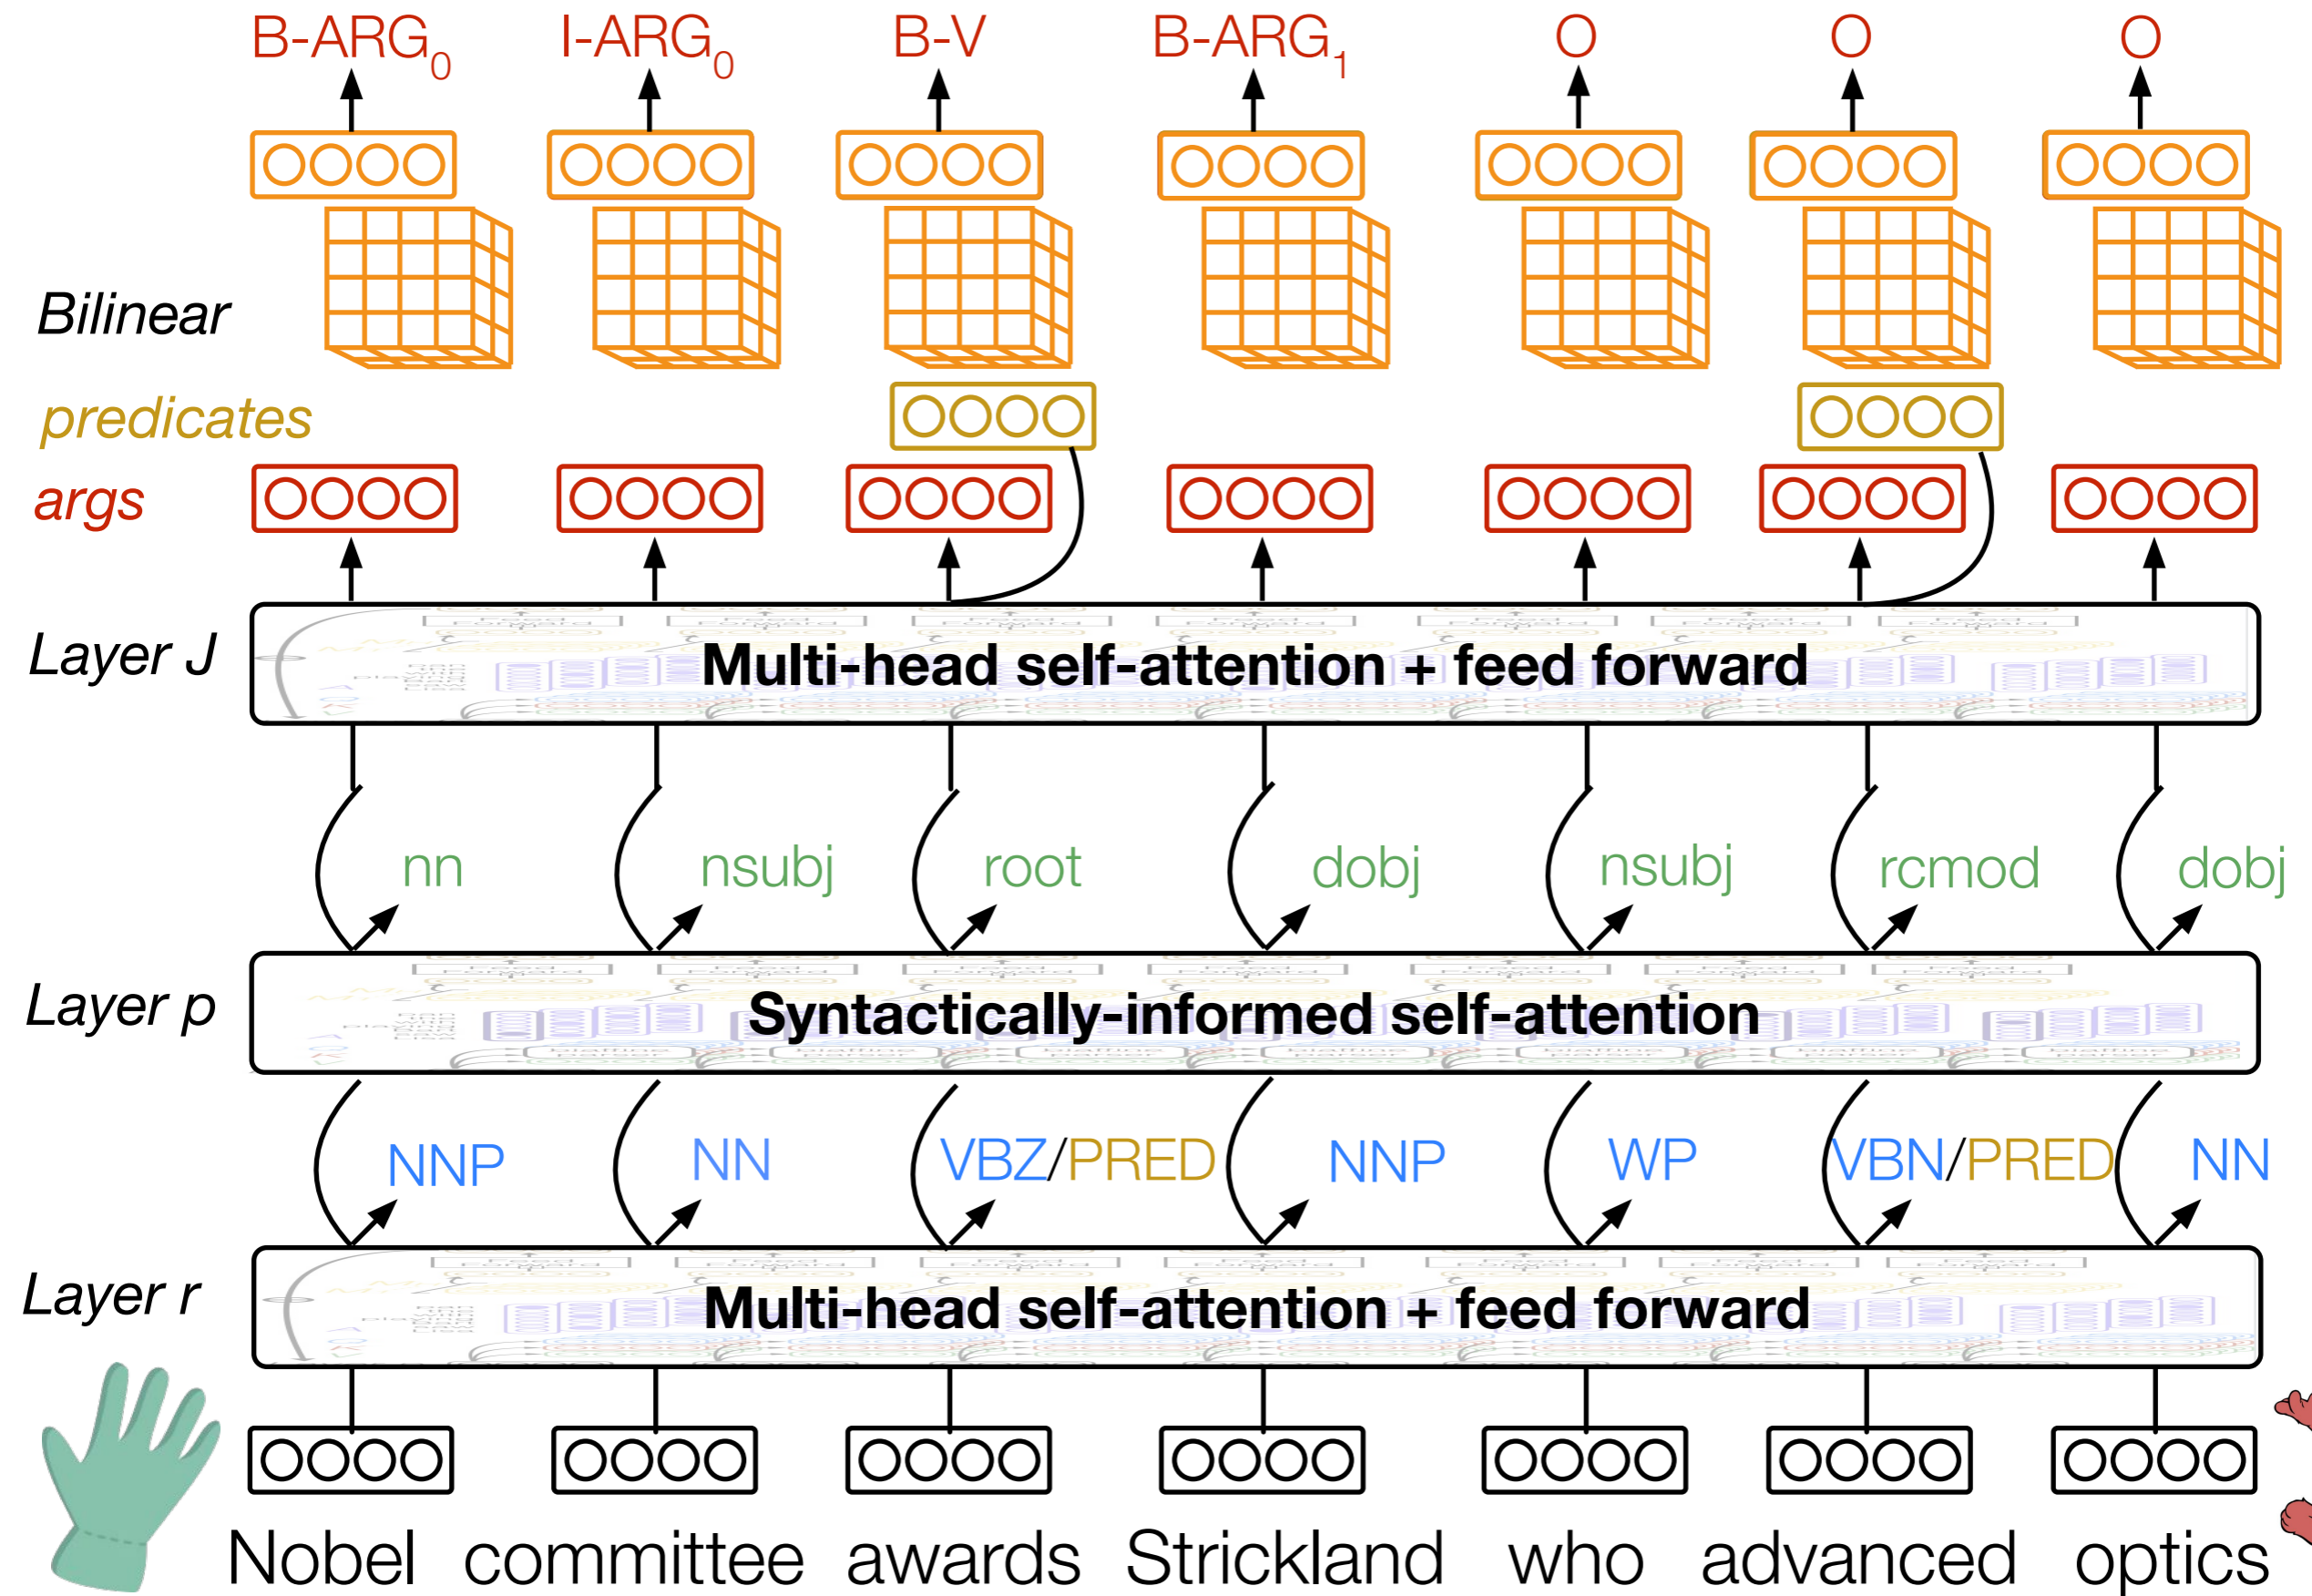 B-ARG0 I-ARG0 B-V B-ARG1 O O O
Bilinear
predicates
args
Layer J Multi-head self-attention + feed forward
nn nsubj root dobj nsubj rcmod dobj
Layer p Syntactically-informed self-attention
NNP NN VBZ/PRED NNP WP VBN/PRED NN
Layer r Multi-head self-attention + feed forward
Nobel committee awards Strickland who advanced optics